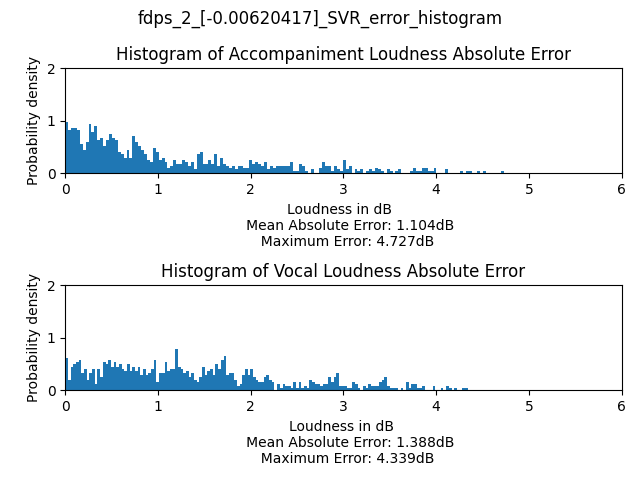 fdps_2_[-0.00620417]_SVR_error_histogram
Histogram of Accompaniment Loudness Absolute Error
Probability density
2
1
0
0 1 2 3 4 5 6
Loudness in dB
Mean Absolute Error: 1.104dB
Maximum Error: 4.727dB
Histogram of Vocal Loudness Absolute Error
Probability density
2
1
0
0 1 2 3 4 5 6
Loudness in dB
Mean Absolute Error: 1.388dB
Maximum Error: 4.339dB